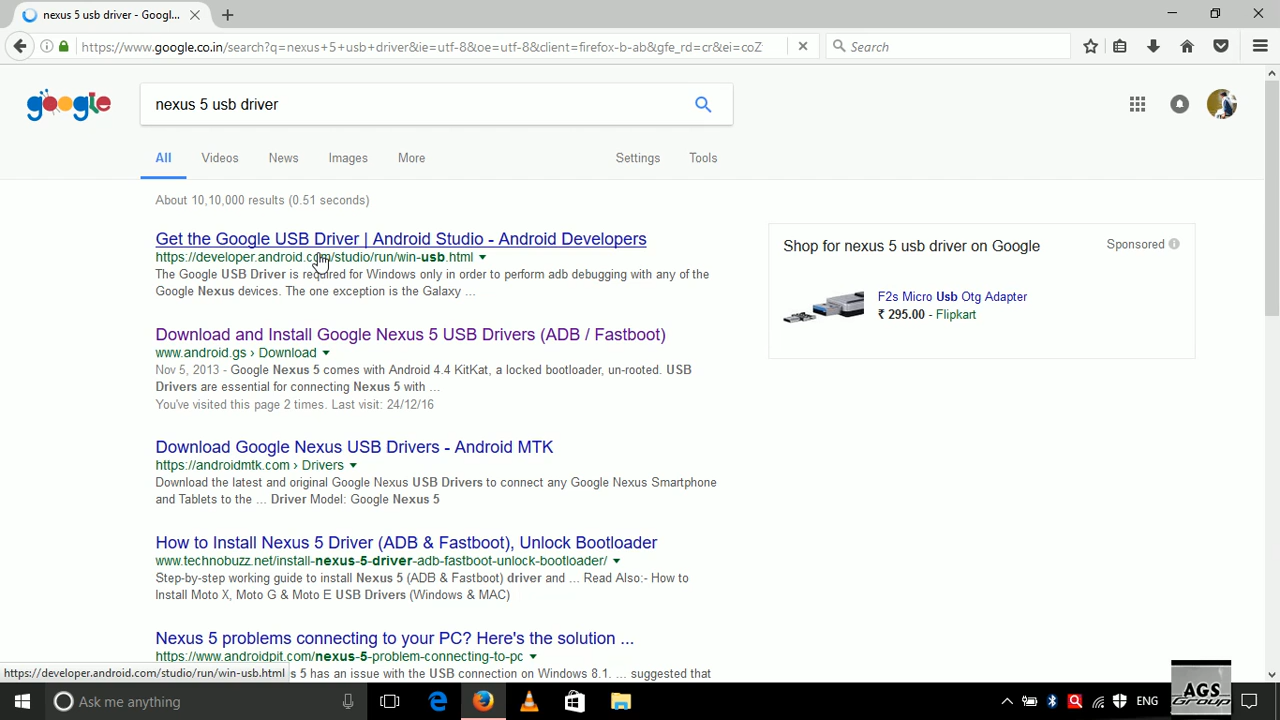 nexus 5 usb driver - Googl...
https://www.google.co.in/search?q=nexus+5+usb+driver&ie=utf-8&oe=utf-8&client=firefox-b-ab&gfe_rd=cr&ei=coZ
Search
Google
nexus 5 usb driver
All Videos News Images More Settings Tools
About 10,10,000 results (0.51 seconds)
Get the Google USB Driver | Android Studio - Android Developers
https://developer.android.com/studio/run/win-usb.html
The Google USB Driver is required for Windows only in order to perform adb debugging with any of the
Google Nexus devices. The one exception is the Galaxy ...
Shop for nexus 5 usb driver on Google
Sponsored
F2s Micro Usb Otg Adapter
₹ 295.00 - Flipkart
Download and Install Google Nexus 5 USB Drivers (ADB / Fastboot)
www.android.gs › Download
Nov 5, 2013 - Google Nexus 5 comes with Android 4.4 KitKat, a locked bootloader, un-rooted. USB
Drivers are essential for connecting Nexus 5 with ...
You've visited this page 2 times. Last visit: 24/12/16
Download Google Nexus USB Drivers - Android MTK
https://androidmtk.com › Drivers
Download the latest and original Google Nexus USB Drivers to connect any Google Nexus Smartphone
and Tablets to the ... Driver Model: Google Nexus 5
How to Install Nexus 5 Driver (ADB & Fastboot), Unlock Bootloader
www.technobuzz.net/install-nexus-5-driver-adb-fastboot-unlock-bootloader/
Step-by-step working guide to install Nexus 5 (ADB & Fastboot) driver and ... Read Also:- How to
Install Moto X, Moto G & Moto E USB Drivers (Windows & MAC)
Nexus 5 problems connecting to your PC? Here's the solution ...
https://www.androidpit.com/nexus-5-problem-connecting-to-pc
https://developer.android.com/studio/run/win-usb.html
s 5 has an issue with the USB connection on Windows 8.1. ... suggested that
Ask me anything
ENG
AGS
Group